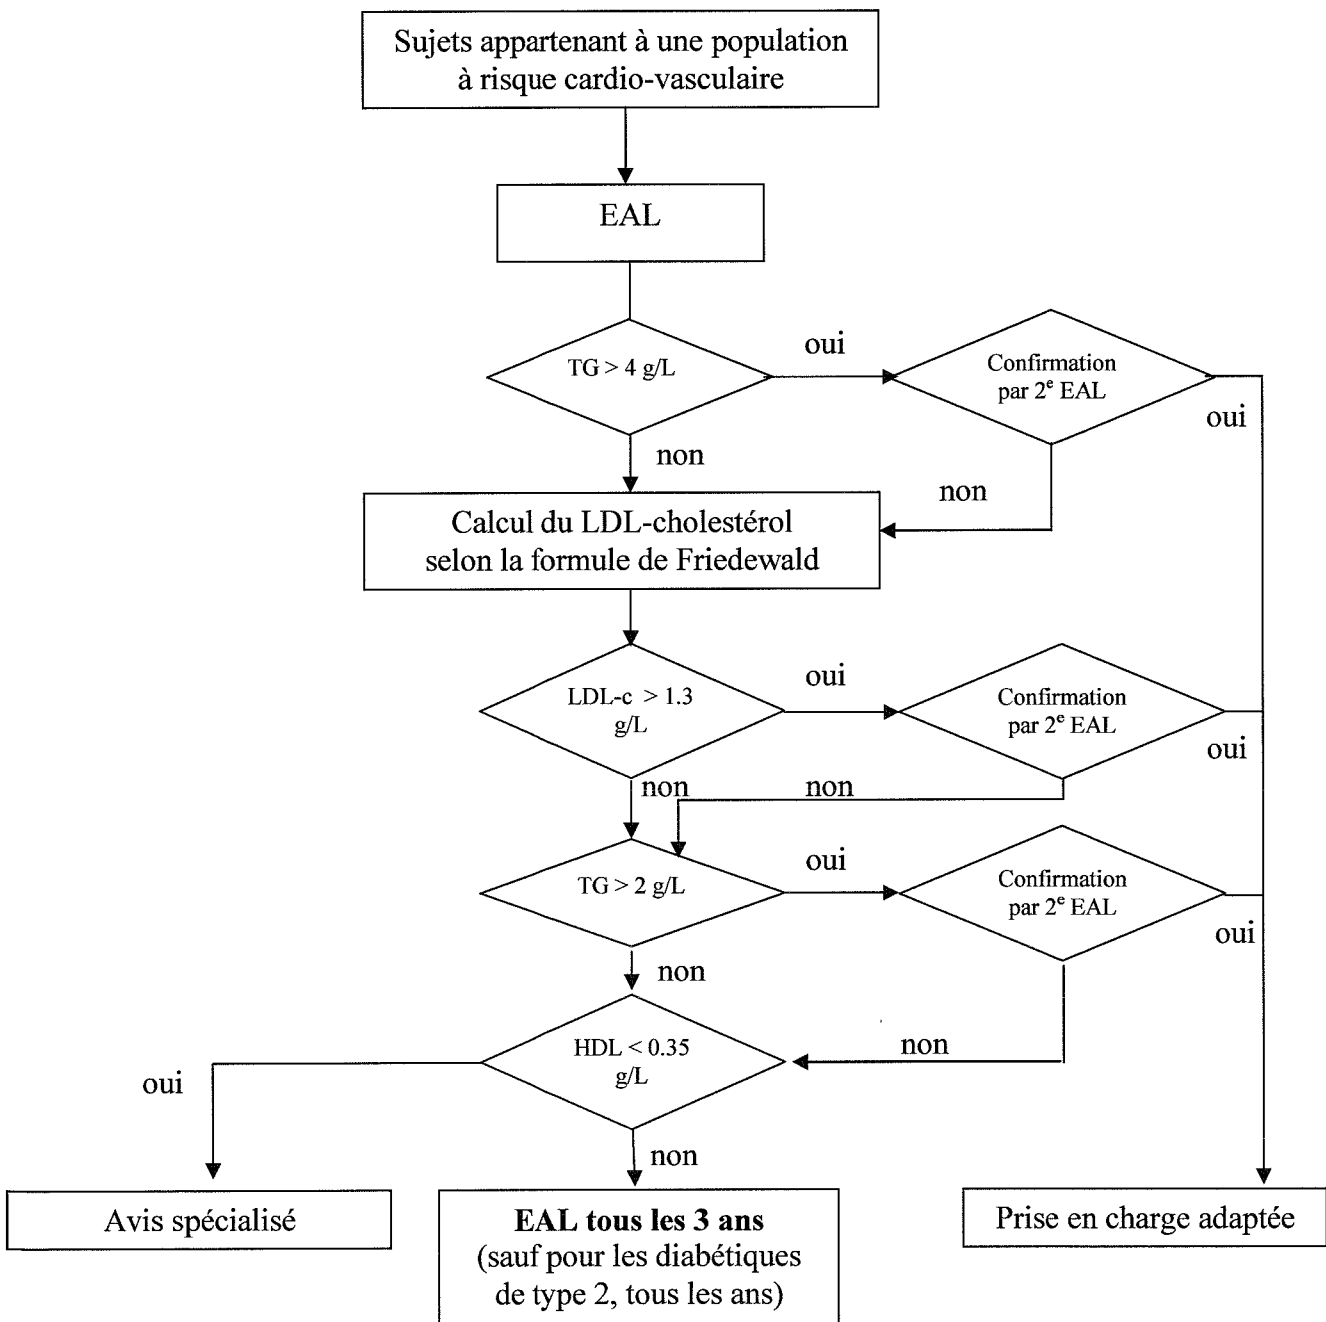 Sujets appartenant à une population
à risque cardio-vasculaire
EAL
TG > 4 g/L
oui
Confirmation
par 2e EAL
oui
non
non
Calcul du LDL-cholestérol
selon la formule de Friedewald
LDL-c > 1.3
g/L
oui
Confirmation
par 2e EAL
oui
non
non
TG > 2 g/L
oui
Confirmation
par 2e EAL
oui
non
HDL < 0.35
g/L
non
oui
non
Avis spécialisé
EAL tous les 3 ans
(sauf pour les diabétiques
de type 2, tous les ans)
Prise en charge adaptée